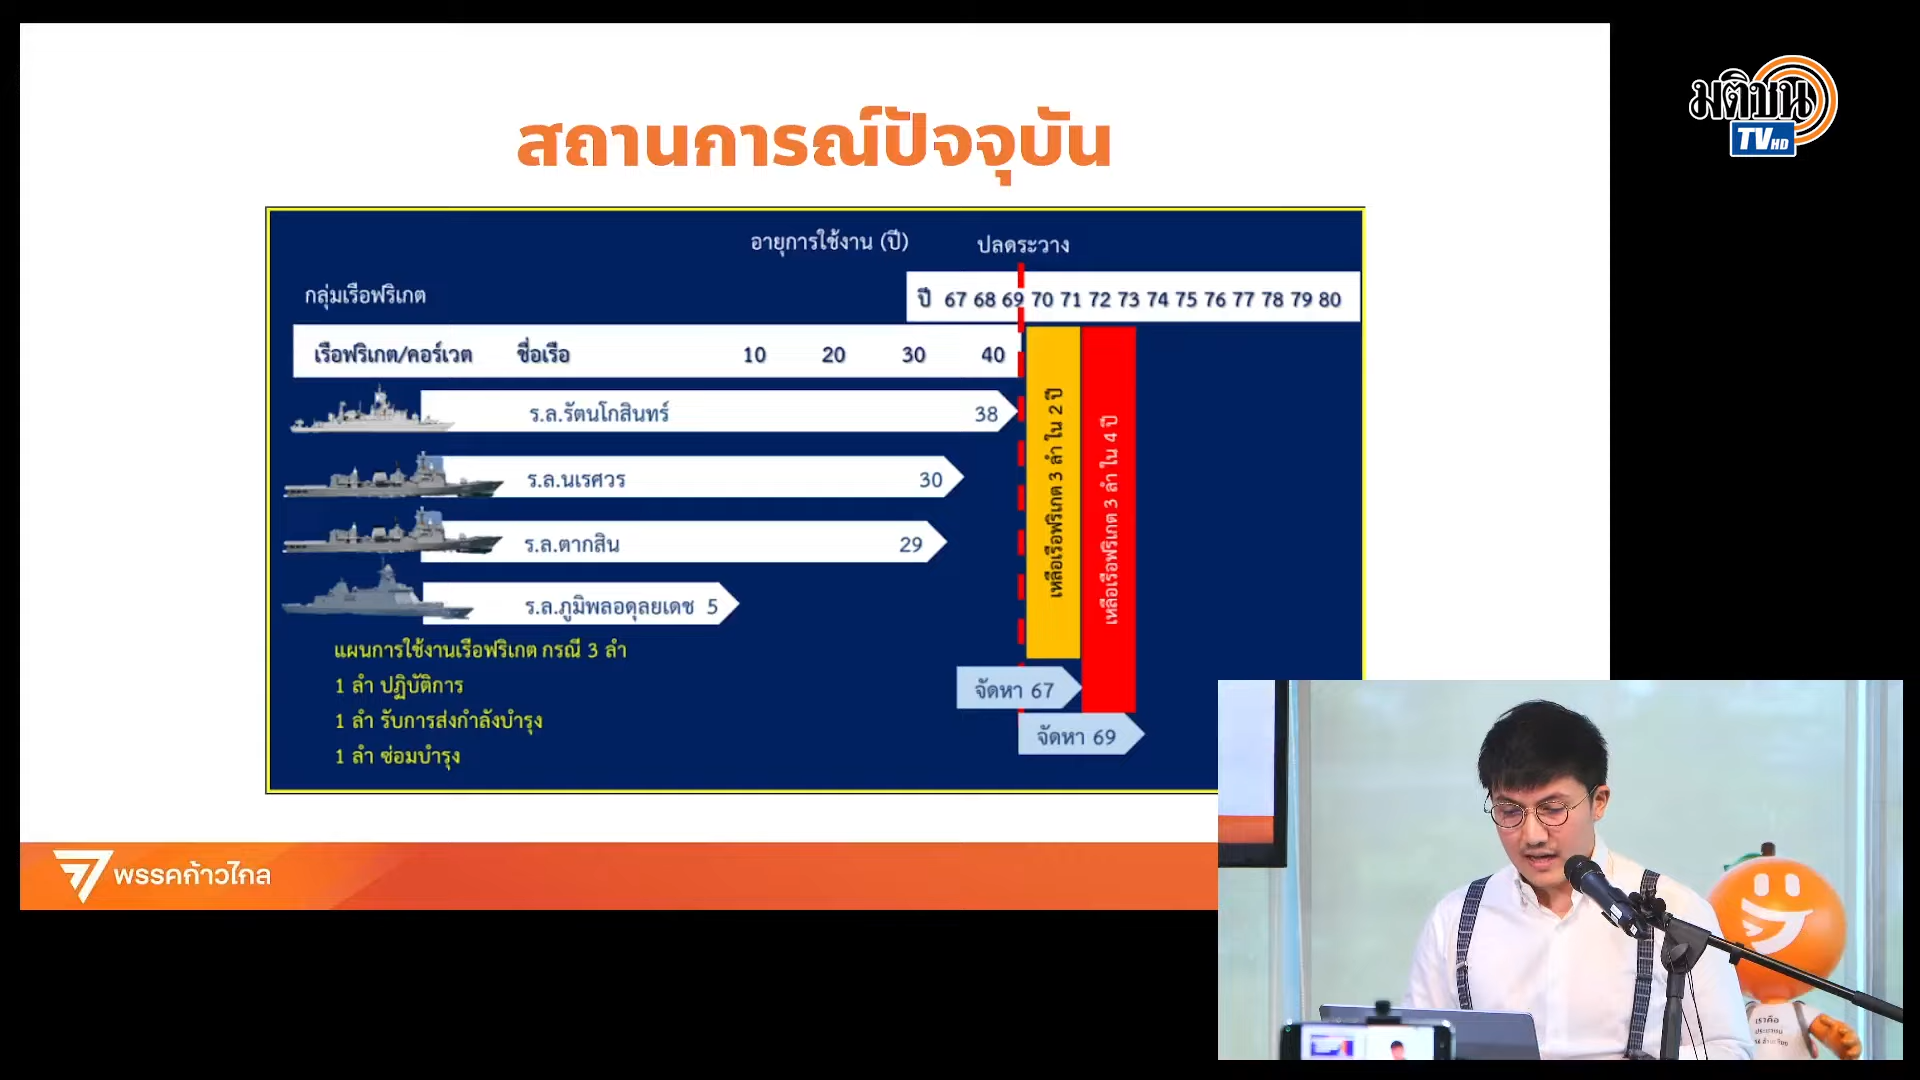 สถานการณ์ปัจจุบัน
มติชน
TV HD
อายุการใช้งาน (ปี)
ปลดระวาง
กลุ่มเรือฟริเกต
ปี 67 68 69 70 71 72 73 74 75 76 77 78 79 80
เรือฟริเกต/คอร์เวต ชื่อเรือ 10 20 30 40
ร.ล.รัตนโกสินทร์ 38
ร.ล.นเรศวร 30
ร.ล.ตากสิน 29
ร.ล.ภูมิพลอดุลยเดช 5
เหลือเรือฟริเกต 3 ลำ ใน 2 ปี
เหลือเรือฟริเกต 3 ลำ ใน 4 ปี
แผนการใช้งานเรือฟริเกต กรณี 3 ลำ
1 ลำ ปฏิบัติการ
1 ลำ รับการส่งกำลังบำรุง
1 ลำ ซ่อมบำรุง
จัดหา 67
จัดหา 69
พรรคก้าวไกล
เราคือ